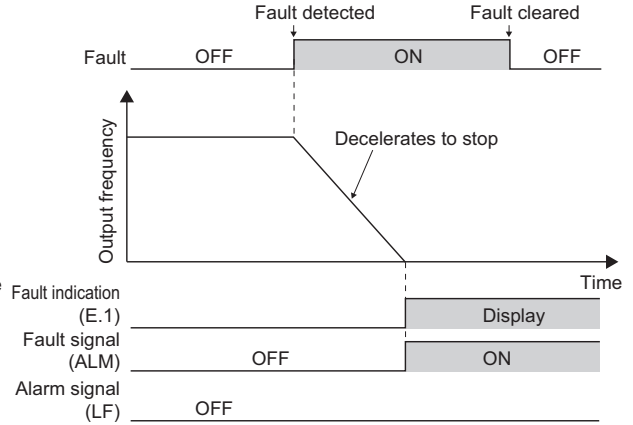 Fault detected
Fault cleared
Fault
OFF
ON
OFF
Output frequency
Decelerates to stop
Time
Fault indication
(E.1)
Display
Fault signal
(ALM)
OFF
ON
Alarm signal
(LF)
OFF